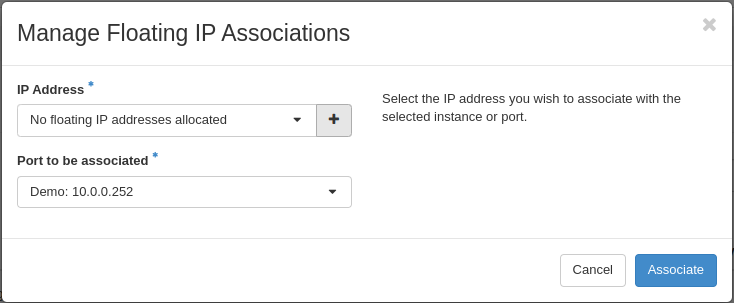 Manage Floating IP Associations
×
IP Address *
No floating IP addresses allocated
+
Port to be associated *
Demo: 10.0.0.252
Select the IP address you wish to associate with the
selected instance or port.
Cancel
Associate